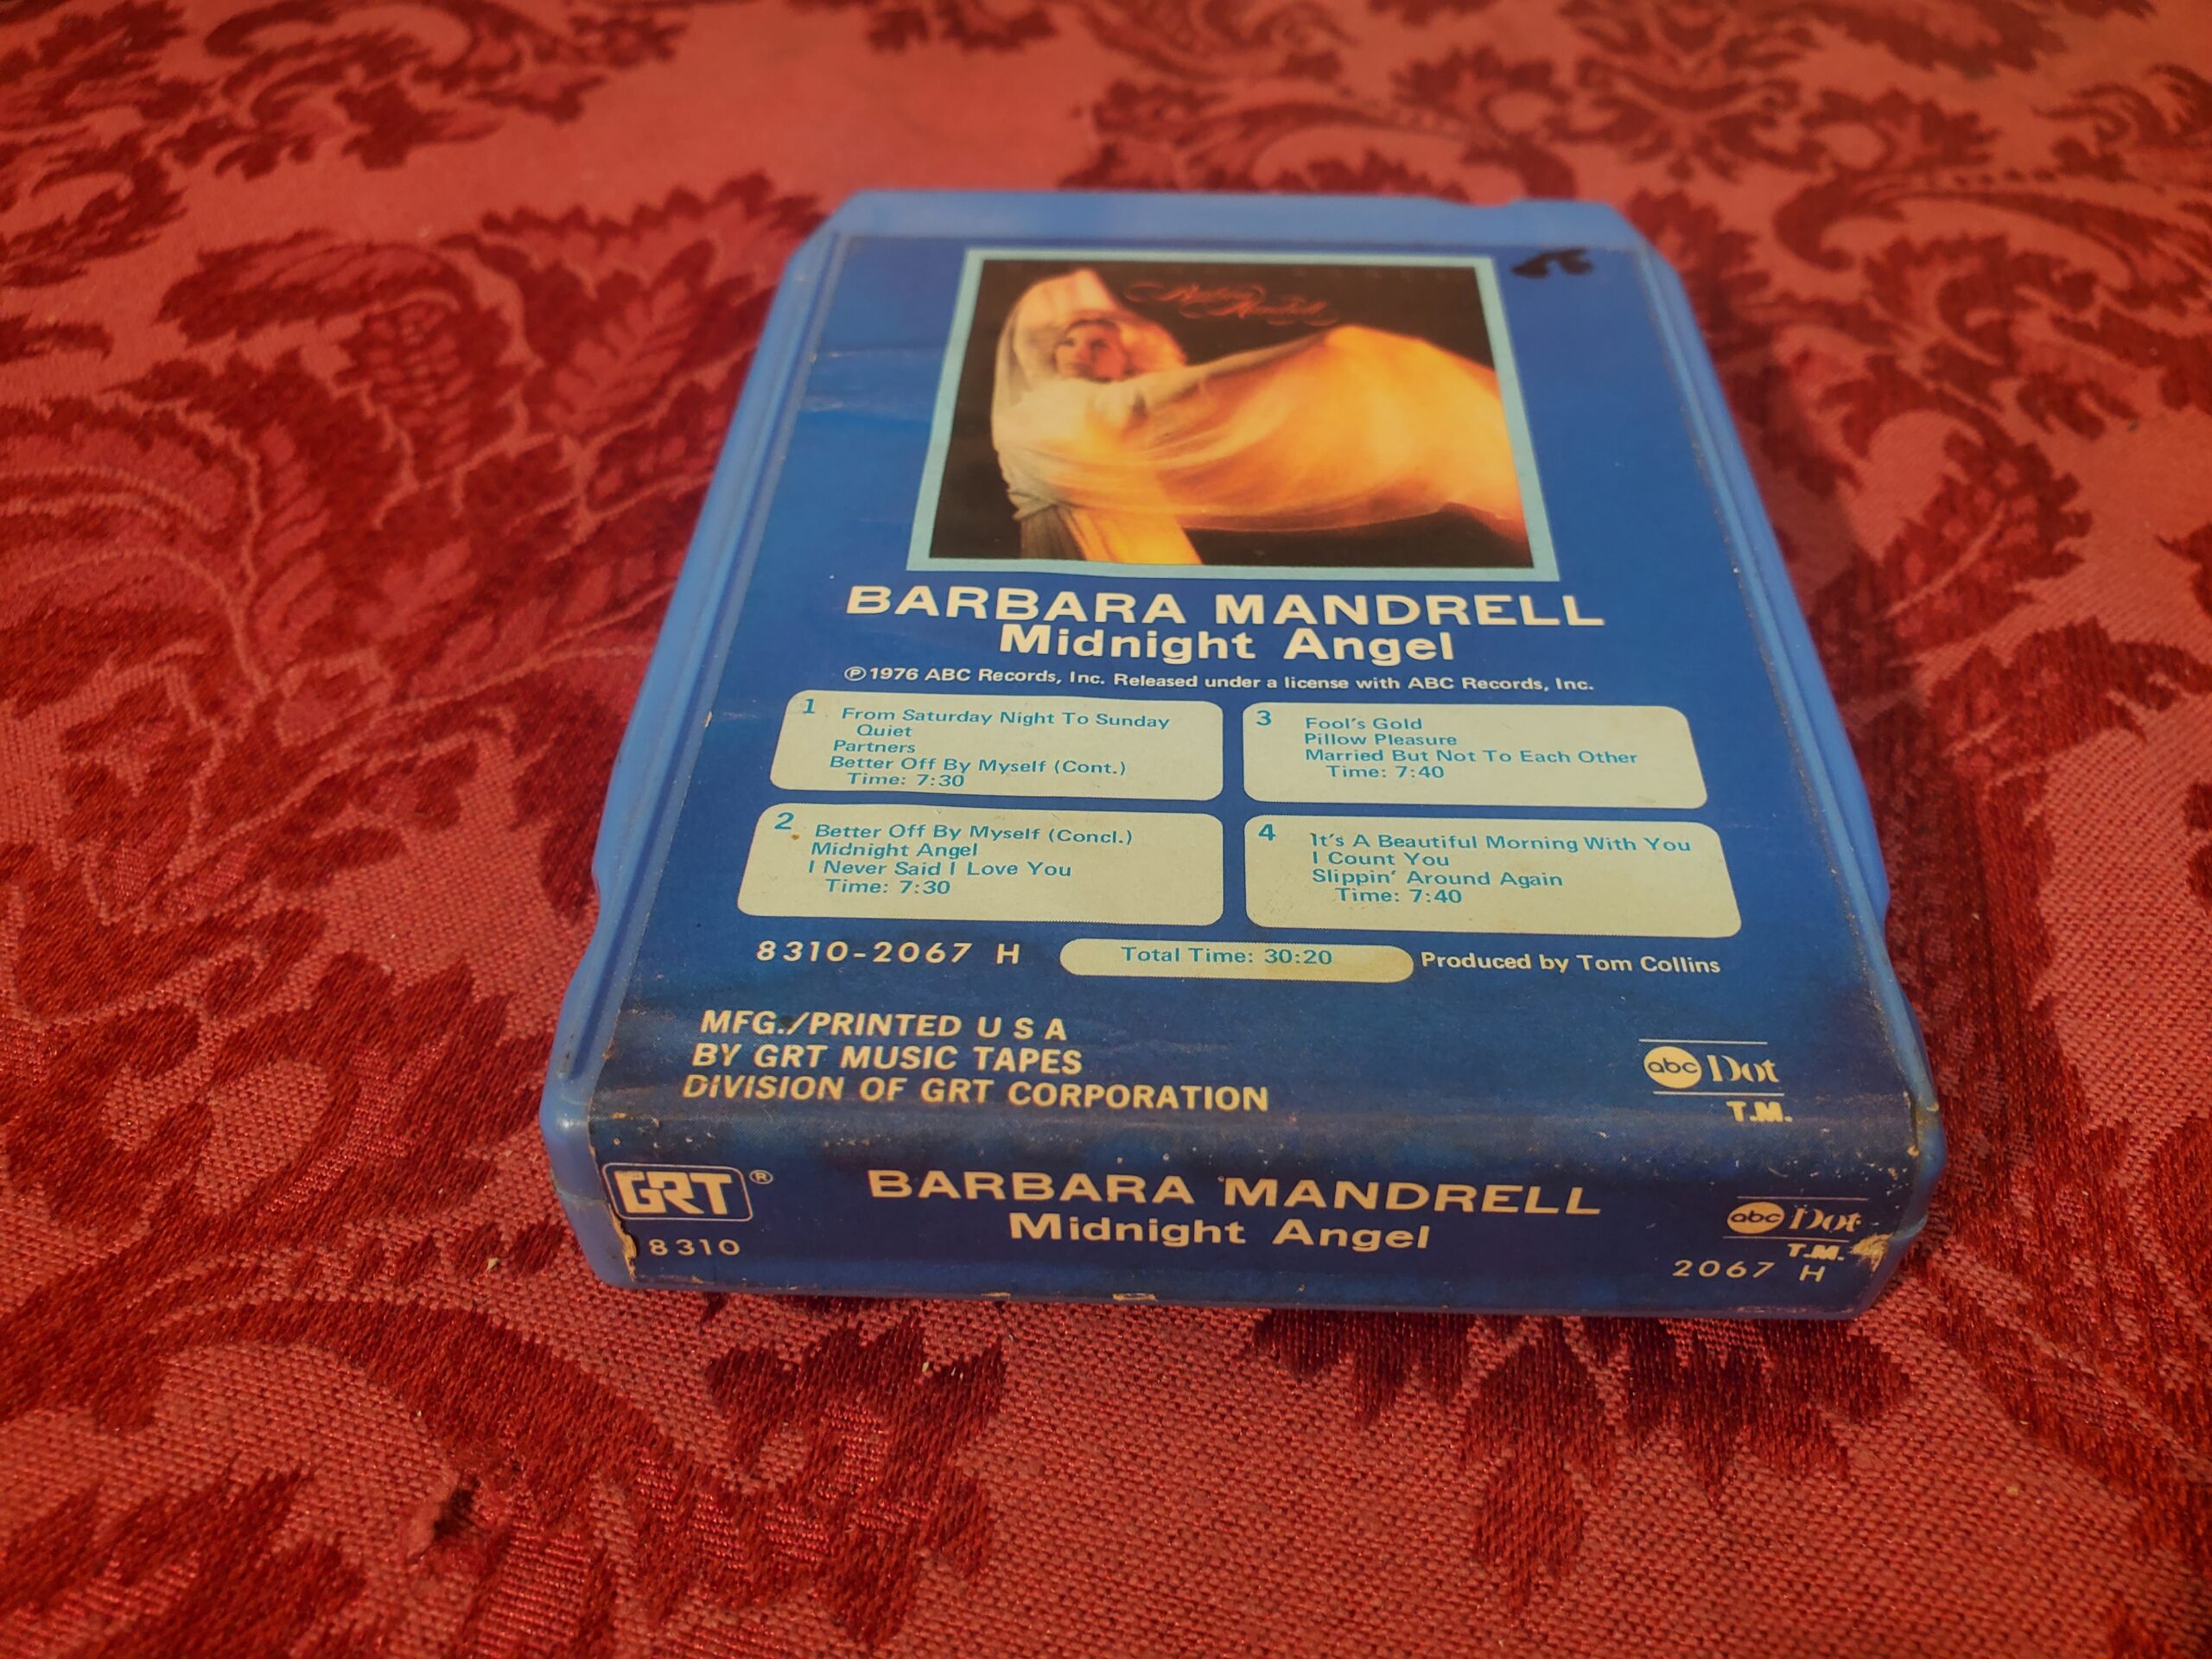 Barbara Mandrell
BARBARA MANDRELL
Midnight Angel
℗1976 ABC Records, Inc. Released under a license with ABC Records, Inc.
1 From Saturday Night To Sunday
Quiet
Partners
Better Off By Myself (Cont.)
Time: 7:30
2 Better Off By Myself (Concl.)
Midnight Angel
I Never Said I Love You
Time: 7:30
3 Fool's Gold
Pillow Pleasure
Married But Not To Each Other
Time: 7:40
4 It's A Beautiful Morning With You
I Count You
Slippin' Around Again
Time: 7:40
8310-2067 H Total Time: 30:20 Produced by Tom Collins
MFG./PRINTED U S A
BY GRT MUSIC TAPES
DIVISION OF GRT CORPORATION
abc Dot
T.M.
GRT®
8310
BARBARA MANDRELL
Midnight Angel
abc Dot
T.M.
2067 H